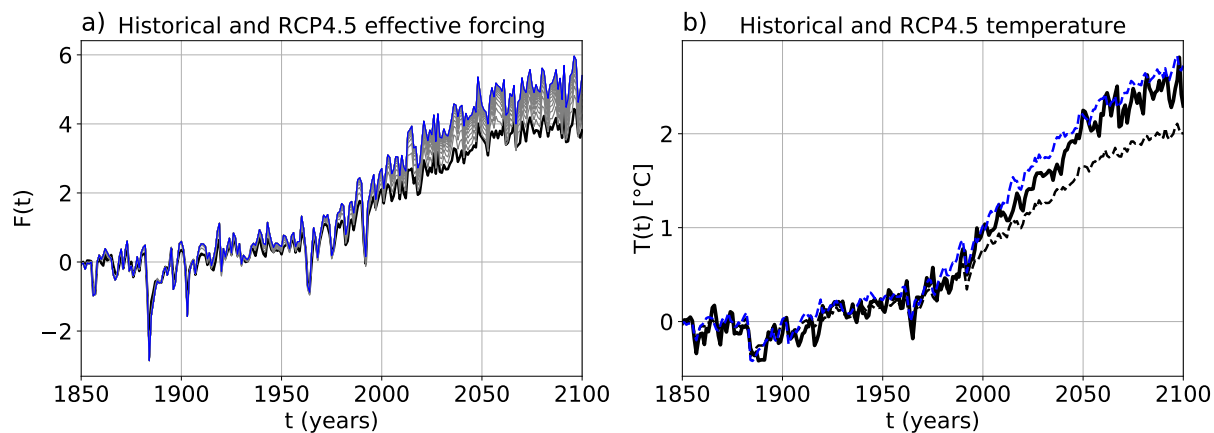 a) Historical and RCP4.5 effective forcing
F(t)
6
4
2
0
−2
1850 1900 1950 2000 2050 2100
t (years)
b) Historical and RCP4.5 temperature
T(t) [°C]
2
1
0
1850 1900 1950 2000 2050 2100
t (years)